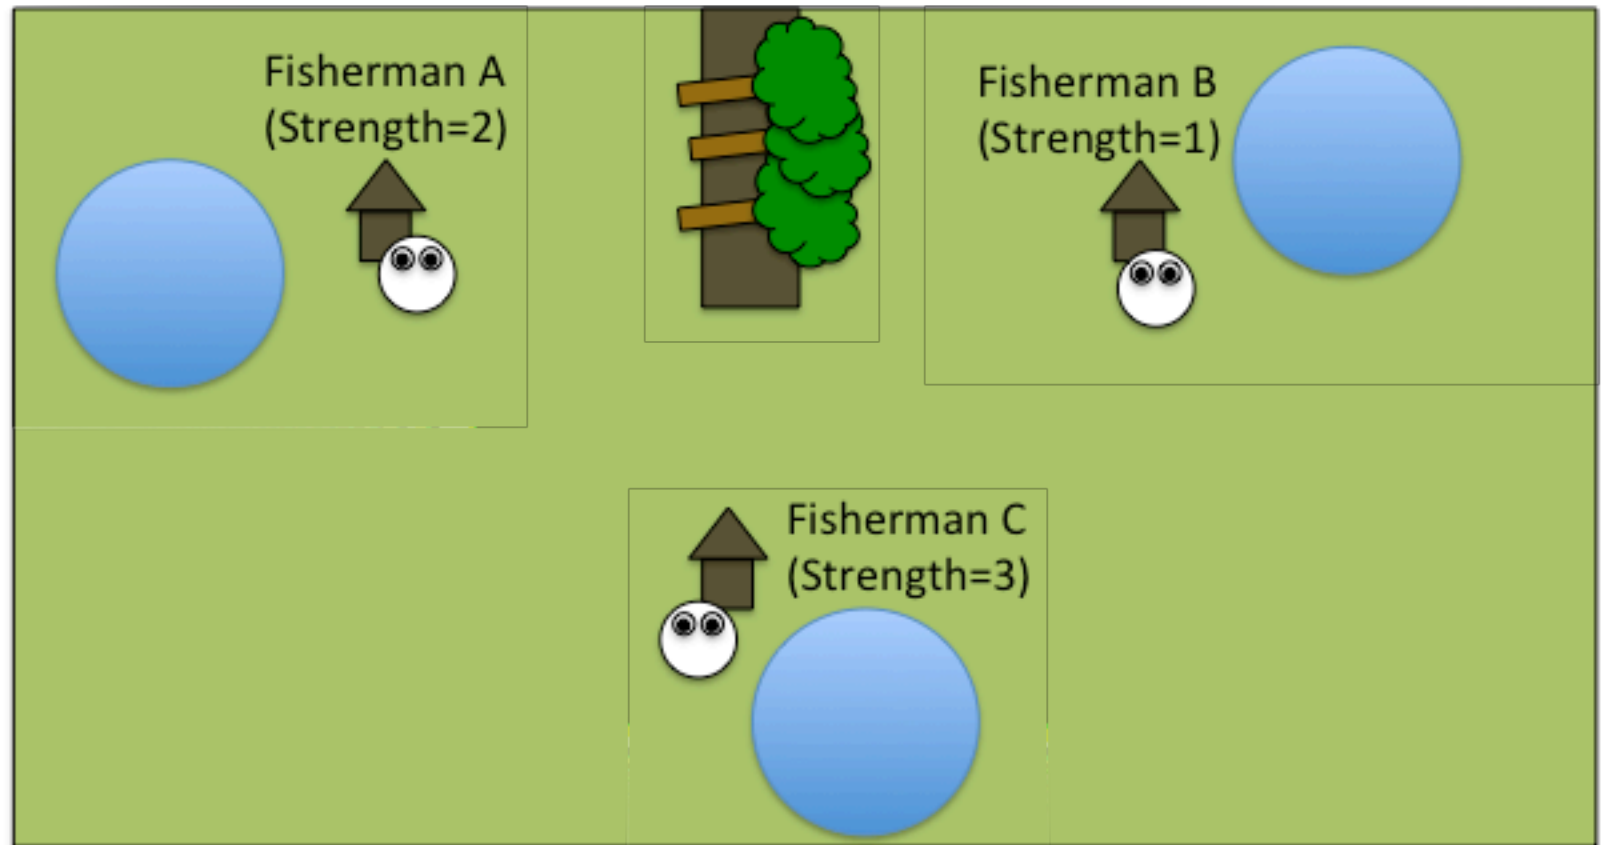 Fisherman A
(Strength=2)
Fisherman B
(Strength=1)
Fisherman C
(Strength=3)